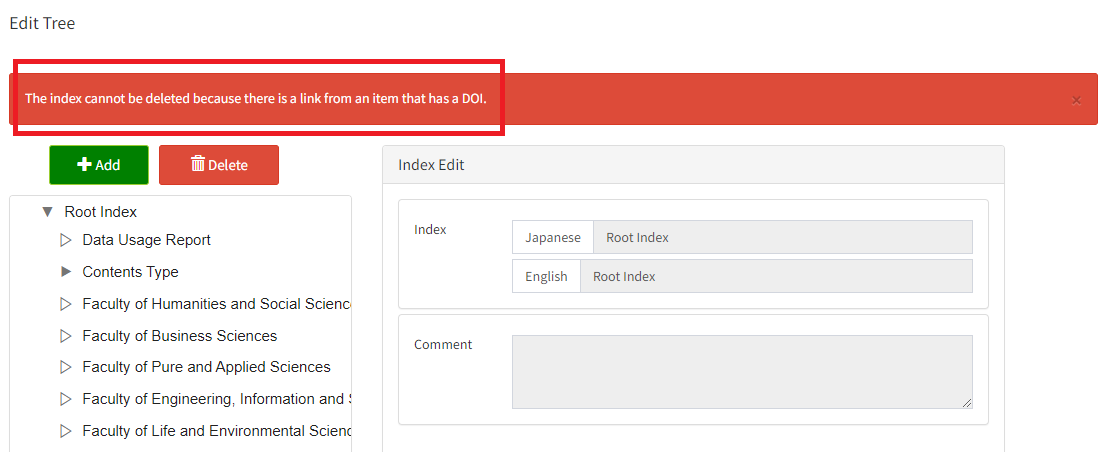 Edit Tree
The index cannot be deleted because there is a link from an item that has a DOI.
×
Add
Delete
Root Index
Data Usage Report
Contents Type
Faculty of Humanities and Social Scienc
Faculty of Business Sciences
Faculty of Pure and Applied Sciences
Faculty of Engineering, Information and S
Faculty of Life and Environmental Scienc
Index Edit
Index
Japanese Root Index
English Root Index
Comment